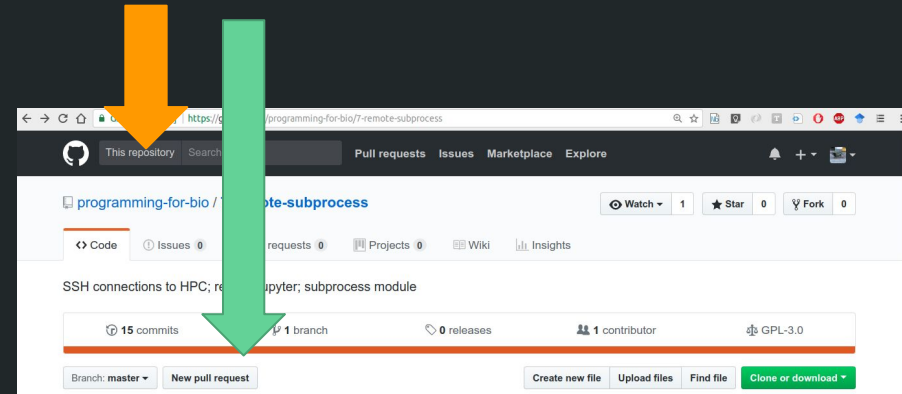 https://g /programming-for-bio/7-remote-subprocess
This repository Search Pull requests Issues Marketplace Explore
programming-for-bio / ote-subprocess
Watch 1 Star 0 Fork 0
Code Issues 0 requests 0 Projects 0 Wiki Insights
SSH connections to HPC; re upyter; subprocess module
15 commits 1 branch 0 releases 1 contributor GPL-3.0
Branch: master New pull request Create new file Upload files Find file Clone or download